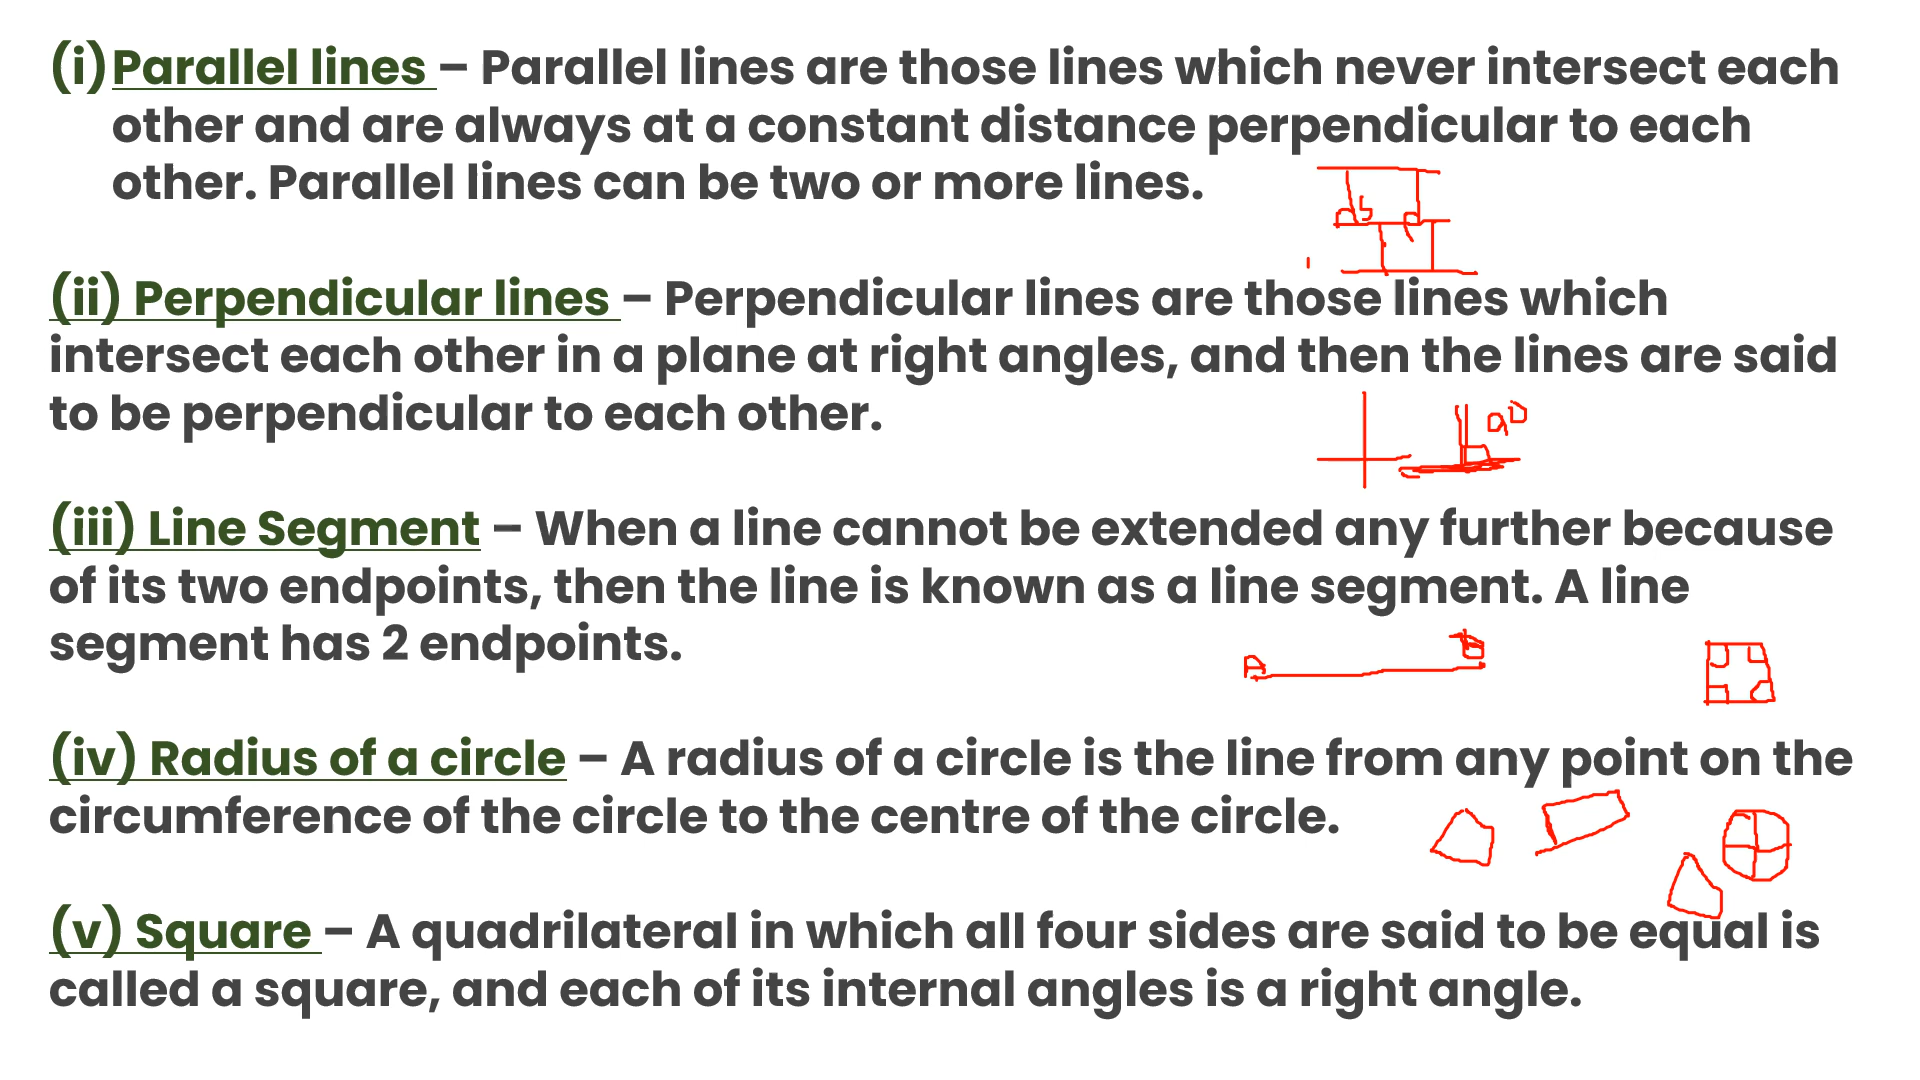 (i) Parallel lines – Parallel lines are those lines which never intersect each
other and are always at a constant distance perpendicular to each
other. Parallel lines can be two or more lines.
(ii) Perpendicular lines – Perpendicular lines are those lines which
intersect each other in a plane at right angles, and then the lines are said
to be perpendicular to each other.
90
(iii) Line Segment – When a line cannot be extended any further because
of its two endpoints, then the line is known as a line segment. A line
segment has 2 endpoints.
A B
(iv) Radius of a circle – A radius of a circle is the line from any point on the
circumference of the circle to the centre of the circle.
(v) Square – A quadrilateral in which all four sides are said to be equal is
called a square, and each of its internal angles is a right angle.